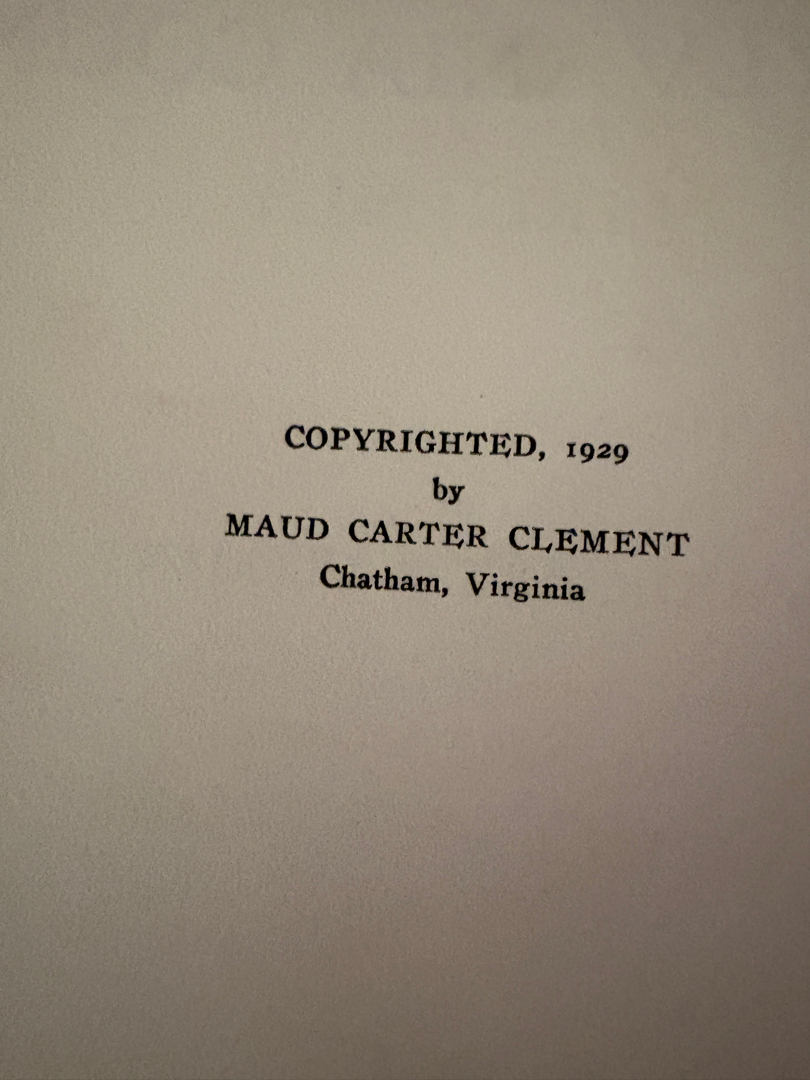 COPYRIGHTED, 1929
by
MAUD CARTER CLEMENT
Chatham, Virginia